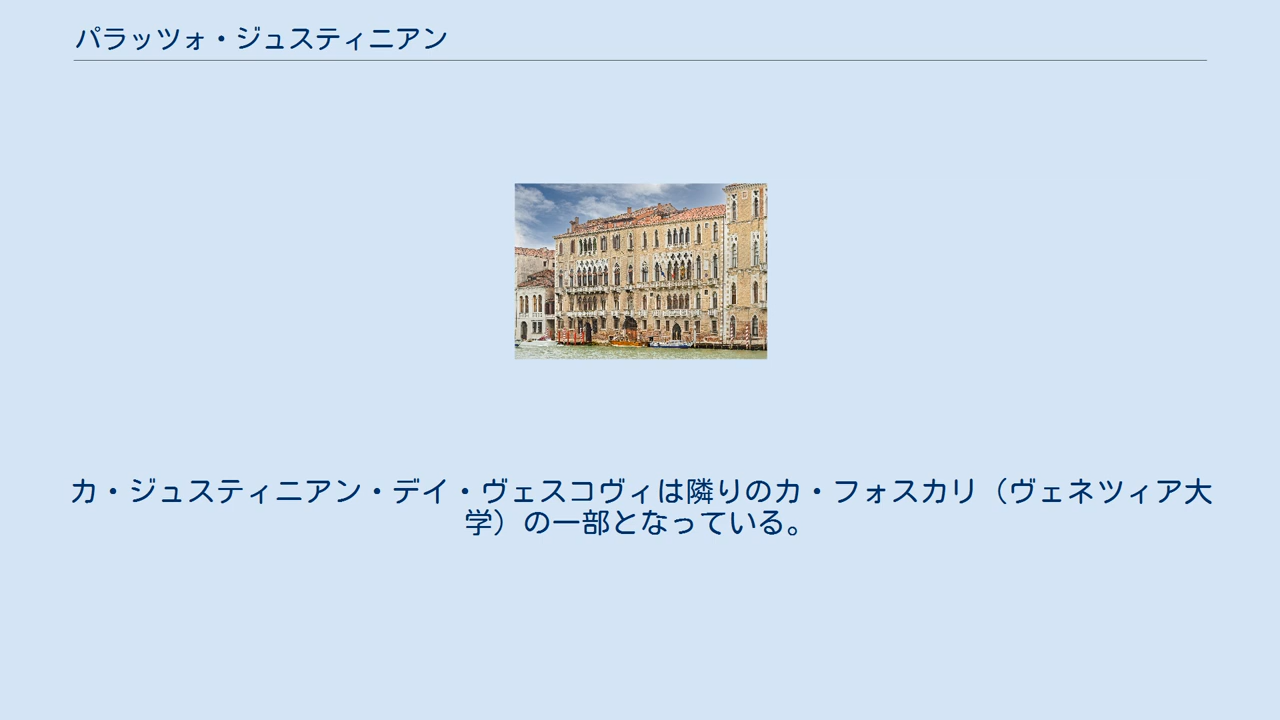 パラッツォ・ジュスティニアン
カ・ジュスティニアン・デイ・ヴェスコヴィは隣りのカ・フォスカリ（ヴェネツィア大
学）の一部となっている。